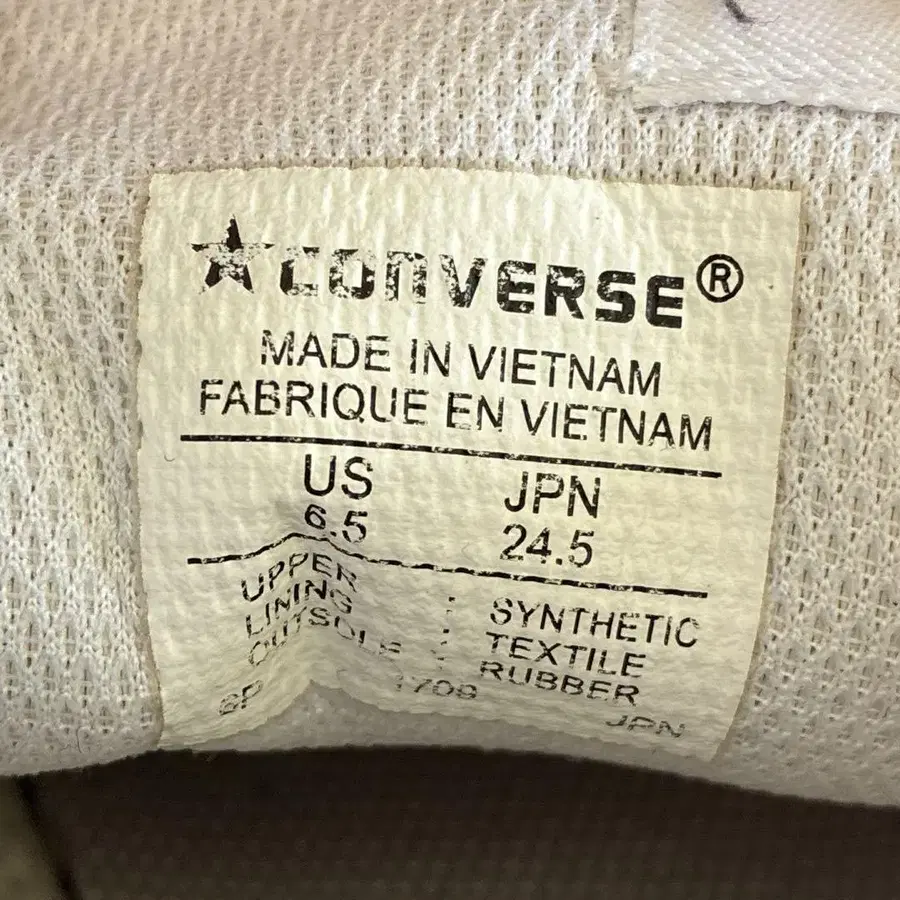 CONVERSE®
MADE IN VIETNAM
FABRIQUE EN VIETNAM
US JPN
6.5 24.5
UPPER : SYNTHETIC
LINING : TEXTILE
OUTSOLE : RUBBER
6P 1709 JPN